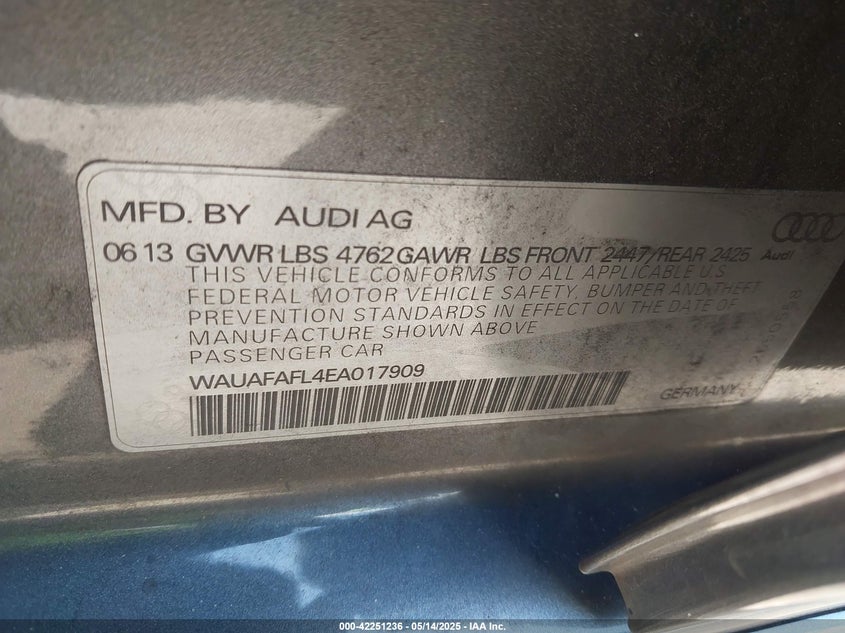 MFD. BY AUDI AG
06 13 GVWR LBS 4762 GAWR LBS FRONT 2447/REAR 2425 Audi
THIS VEHICLE CONFORMS TO ALL APPLICABLE U.S
FEDERAL MOTOR VEHICLE SAFETY, BUMPER AND THEFT
PREVENTION STANDARDS IN EFFECT ON THE DATE OF
MANUFACTURE SHOWN ABOVE
PASSENGER CAR
WAUAFAFL4EA017909
GERMANY
000-42251236 - 05/14/2025 - IAA Inc.